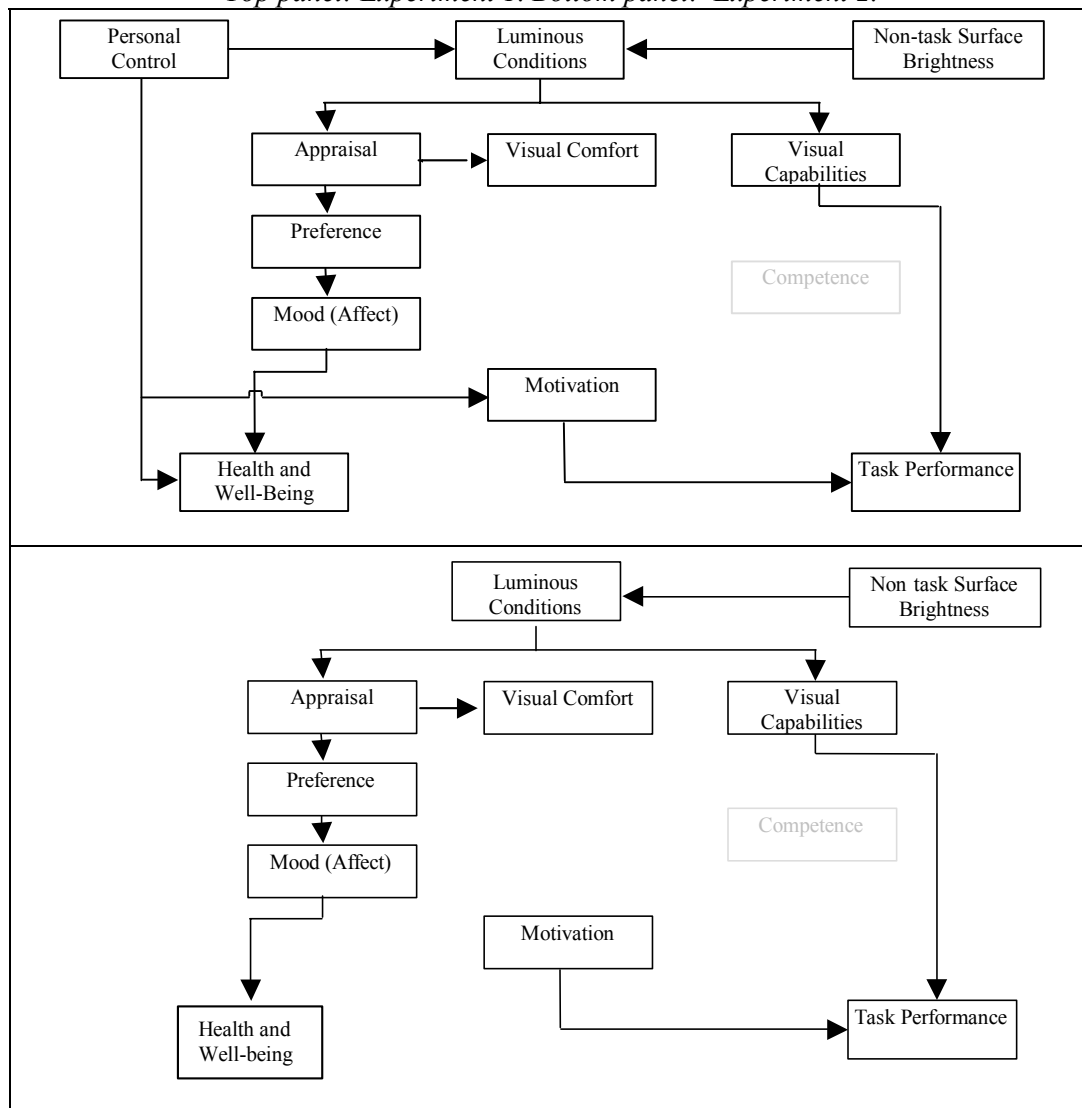 Top panel: Experiment 1. Bottom panel: Experiment 2.
Personal
Control
Luminous
Conditions
Non-task Surface
Brightness
Appraisal
Visual Comfort
Visual
Capabilities
Preference
Competence
Mood (Affect)
Motivation
Health and
Well-Being
Task Performance
Luminous
Conditions
Non task Surface
Brightness
Appraisal
Visual Comfort
Visual
Capabilities
Preference
Competence
Mood (Affect)
Motivation
Health and
Well-being
Task Performance